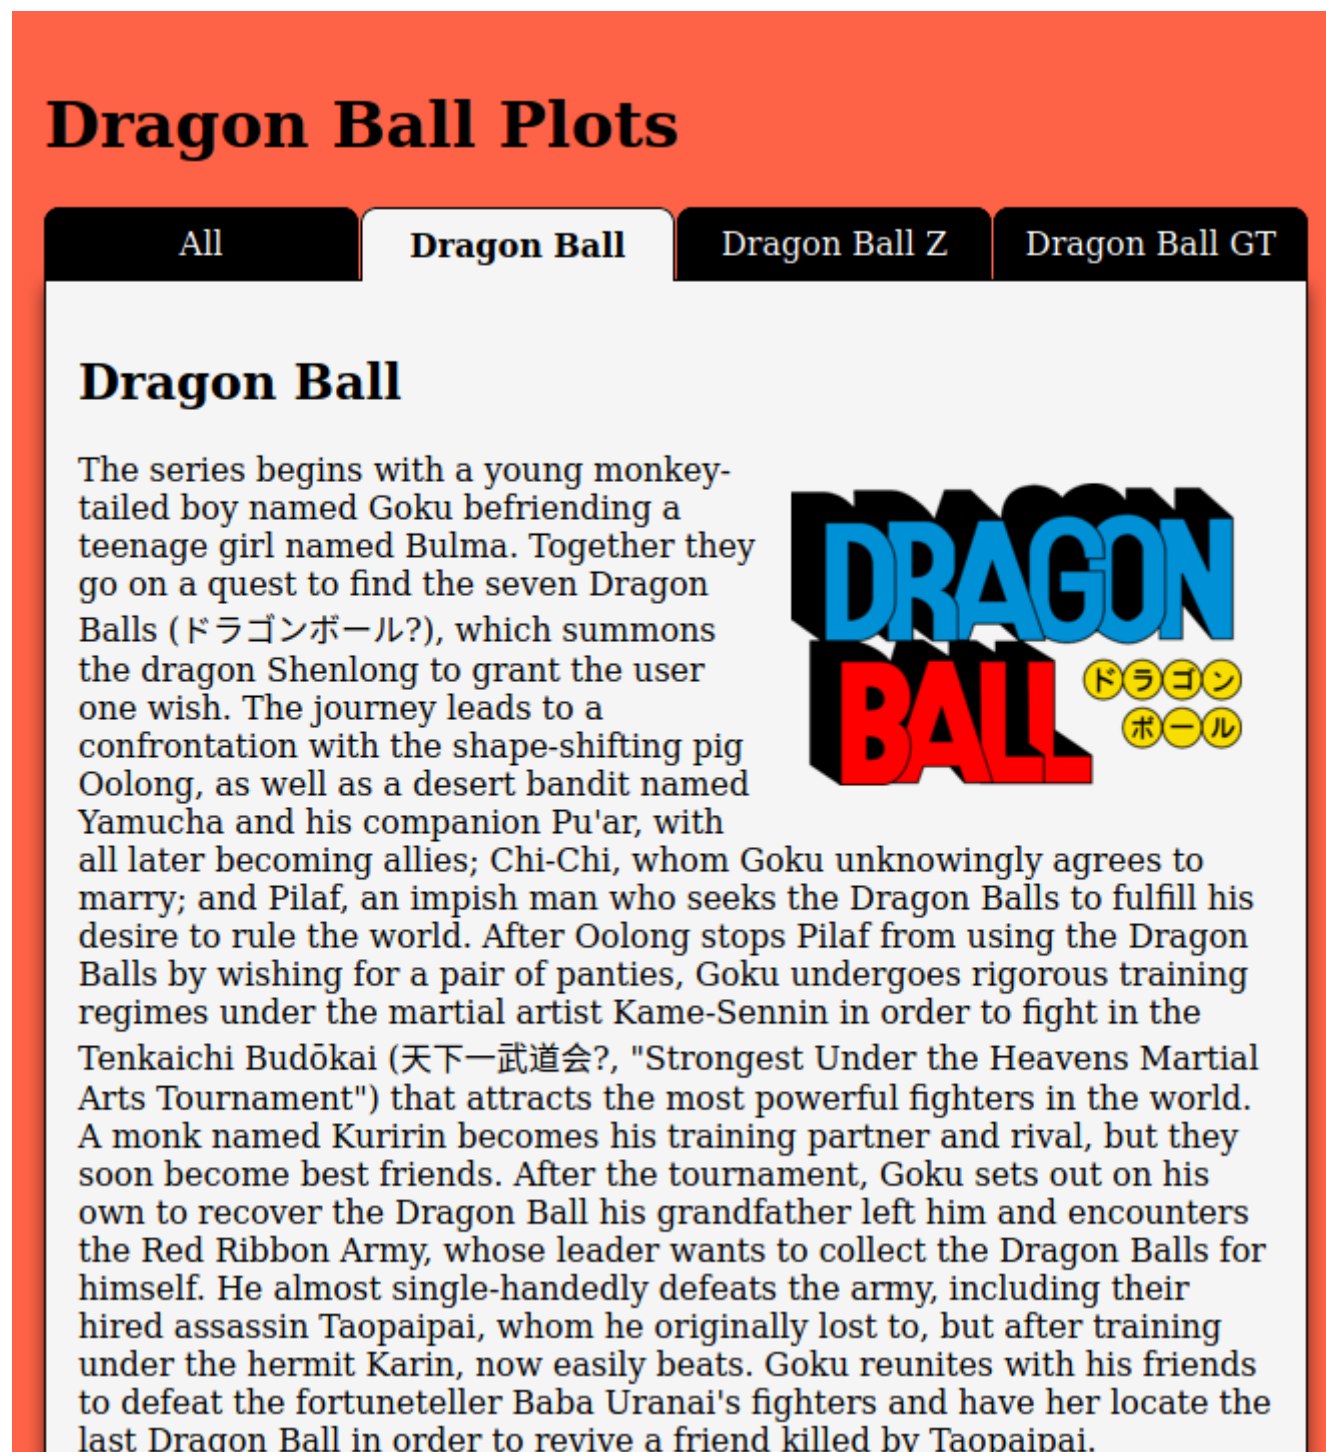 Dragon Ball Plots
All
Dragon Ball
Dragon Ball Z
Dragon Ball GT
Dragon Ball
The series begins with a young monkey-
tailed boy named Goku befriending a
teenage girl named Bulma. Together they
go on a quest to find the seven Dragon
Balls (ドラゴンボール?), which summons
the dragon Shenlong to grant the user
one wish. The journey leads to a
confrontation with the shape-shifting pig
Oolong, as well as a desert bandit named
Yamucha and his companion Pu'ar, with
DRAGON
BALL
ドラゴン
ボール
all later becoming allies; Chi-Chi, whom Goku unknowingly agrees to
marry; and Pilaf, an impish man who seeks the Dragon Balls to fulfill his
desire to rule the world. After Oolong stops Pilaf from using the Dragon
Balls by wishing for a pair of panties, Goku undergoes rigorous training
regimes under the martial artist Kame-Sennin in order to fight in the
Tenkaichi Budōkai (天下一武道会?, "Strongest Under the Heavens Martial
Arts Tournament") that attracts the most powerful fighters in the world.
A monk named Kuririn becomes his training partner and rival, but they
soon become best friends. After the tournament, Goku sets out on his
own to recover the Dragon Ball his grandfather left him and encounters
the Red Ribbon Army, whose leader wants to collect the Dragon Balls for
himself. He almost single-handedly defeats the army, including their
hired assassin Taopaipai, whom he originally lost to, but after training
under the hermit Karin, now easily beats. Goku reunites with his friends
to defeat the fortuneteller Baba Uranai's fighters and have her locate the
last Dragon Ball in order to revive a friend killed by Taopaipai.